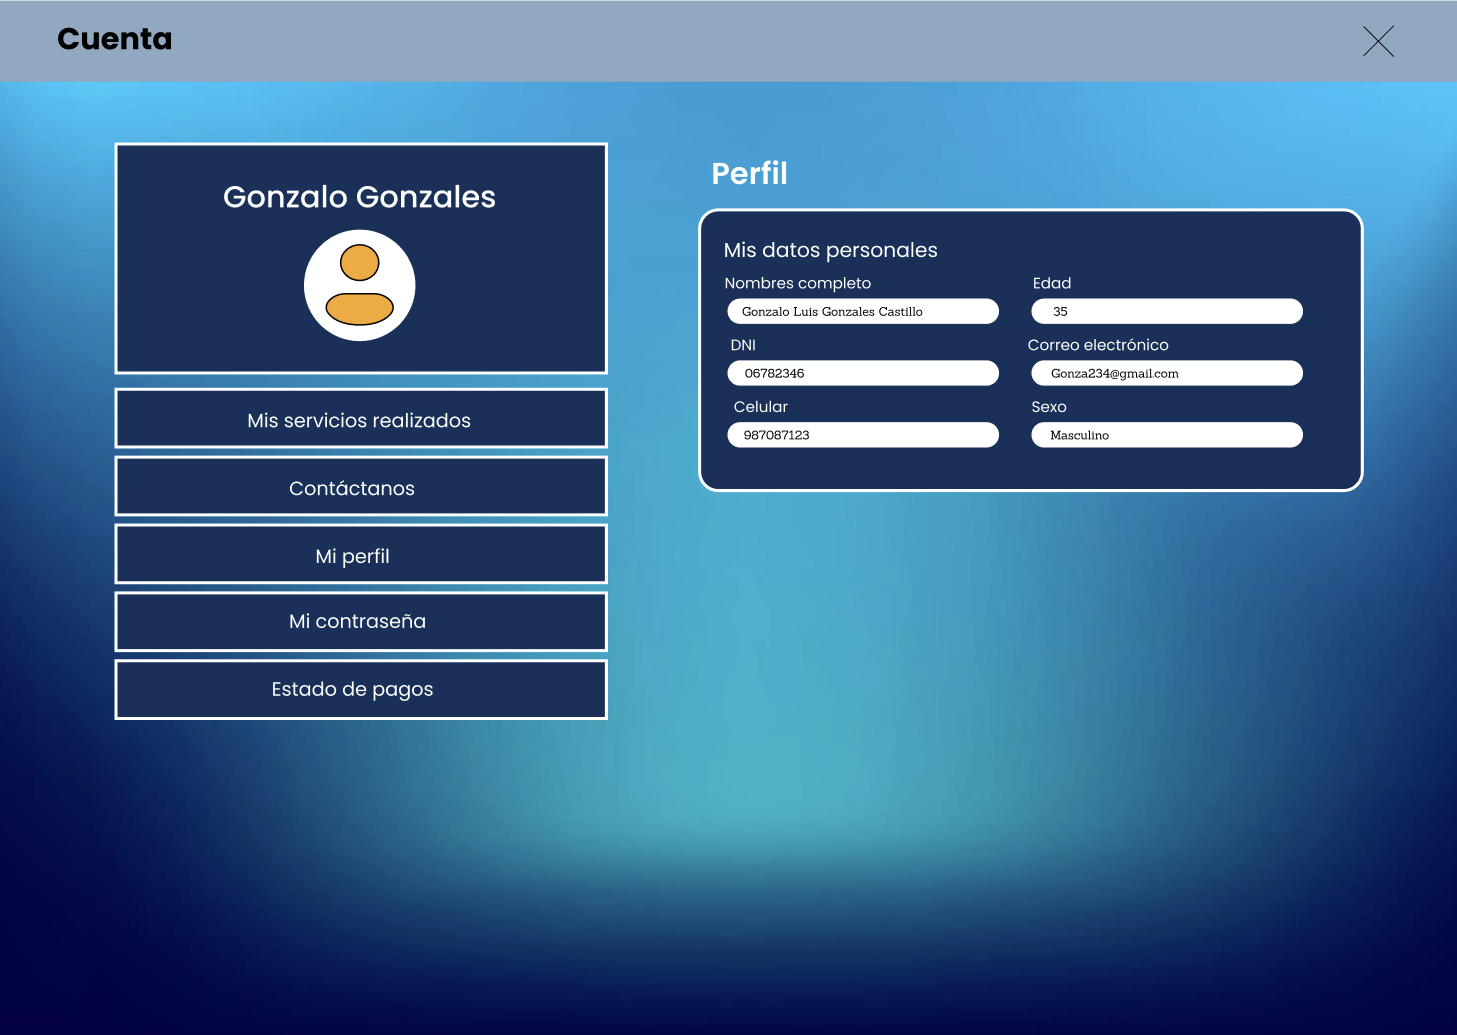 Cuenta
Gonzalo Gonzales
Mis servicios realizados
Contáctanos
Mi perfil
Mi contraseña
Estado de pagos
Perfil
Mis datos personales
Nombres completo
Edad
Gonzalo Luis Gonzales Castillo
35
DNI
Correo electrónico
06782346
Gonza234@gmail.com
Celular
Sexo
987087123
Masculino